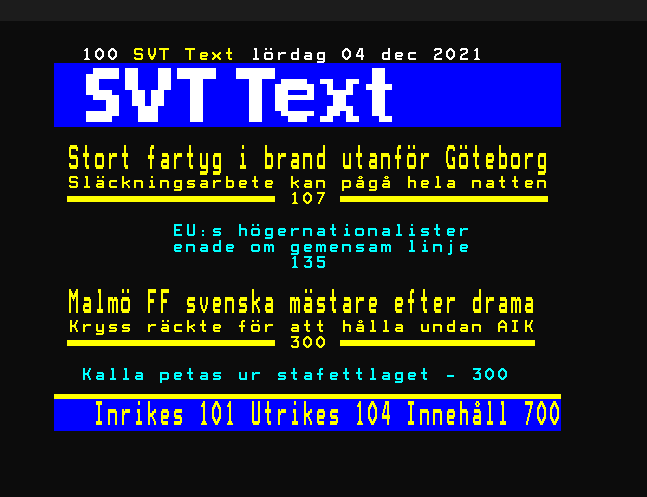 100 SVT Text lördag 04 dec 2021
SVT Text
Stort fartyg i brand utanför Göteborg
Släckningsarbete kan pågå hela natten
107
EU:s högernationalister
enade om gemensam linje
135
Malmö FF svenska mästare efter drama
Kryss räckte för att hålla undan AIK
300
Kalla petas ur stafettlaget - 300
Inrikes 101 Utrikes 104 Innehåll 700